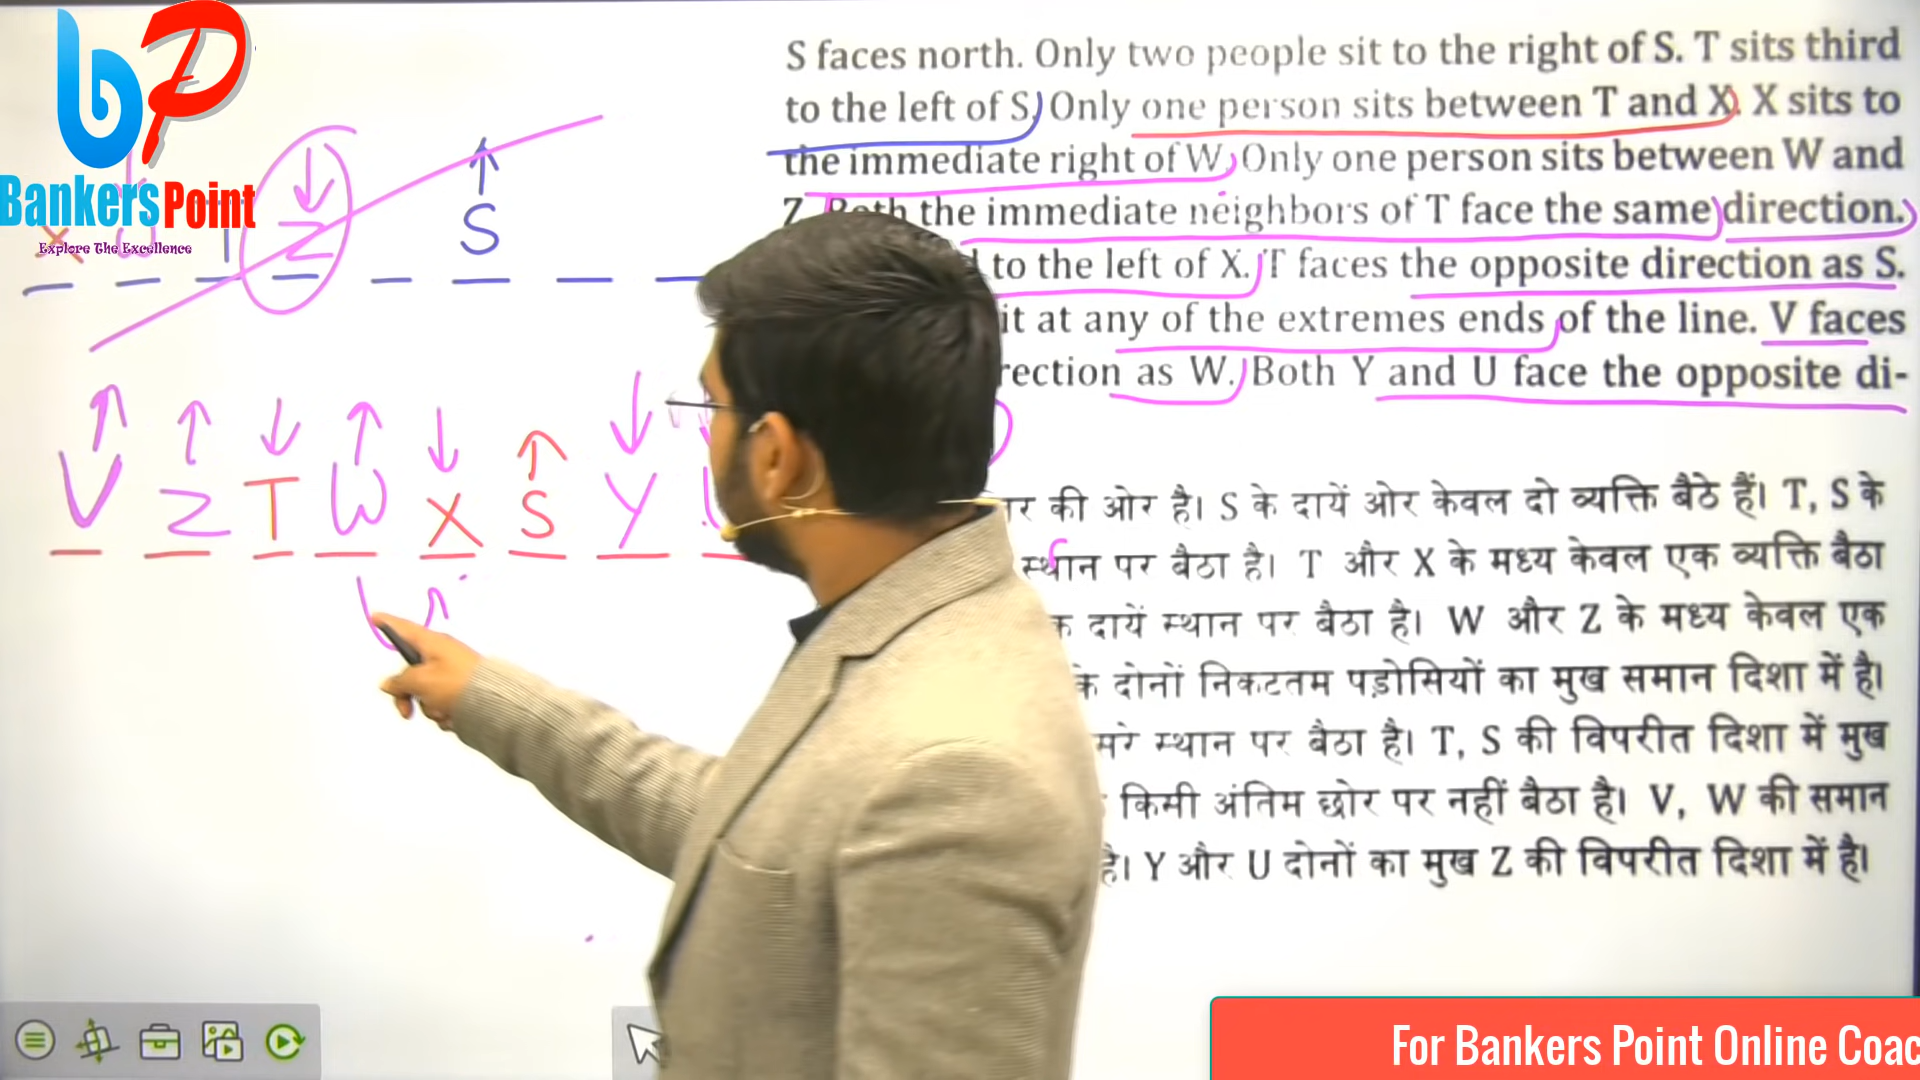 Bankers Point
Explore The Excellence
S
X
Z
V Z T W X S Y
S faces north. Only two people sit to the right of S. T sits third
to the left of S. Only one person sits between T and X. X sits to
the immediate right of W. Only one person sits between W and
Z. Both the immediate neighbors of T face the same direction.
to the left of X. T faces the opposite direction as S.
it at any of the extremes ends of the line. V faces
rection as W. Both Y and U face the opposite di-
की ओर है। S के दायें ओर केवल दो व्यक्ति बैठे हैं। T, S के
स्थान पर बैठा है। T और X के मध्य केवल एक व्यक्ति बैठा
दायें स्थान पर बैठा है। W और Z के मध्य केवल एक
के दोनों निकटतम पड़ोसियों का मुख समान दिशा में है।
स्थान पर बैठा है। T, S की विपरीत दिशा में मुख
किसी अंतिम छोर पर नहीं बैठा है। V, W की समान
है। Y और U दोनों का मुख Z की विपरीत दिशा में है।
For Bankers Point Online Coac